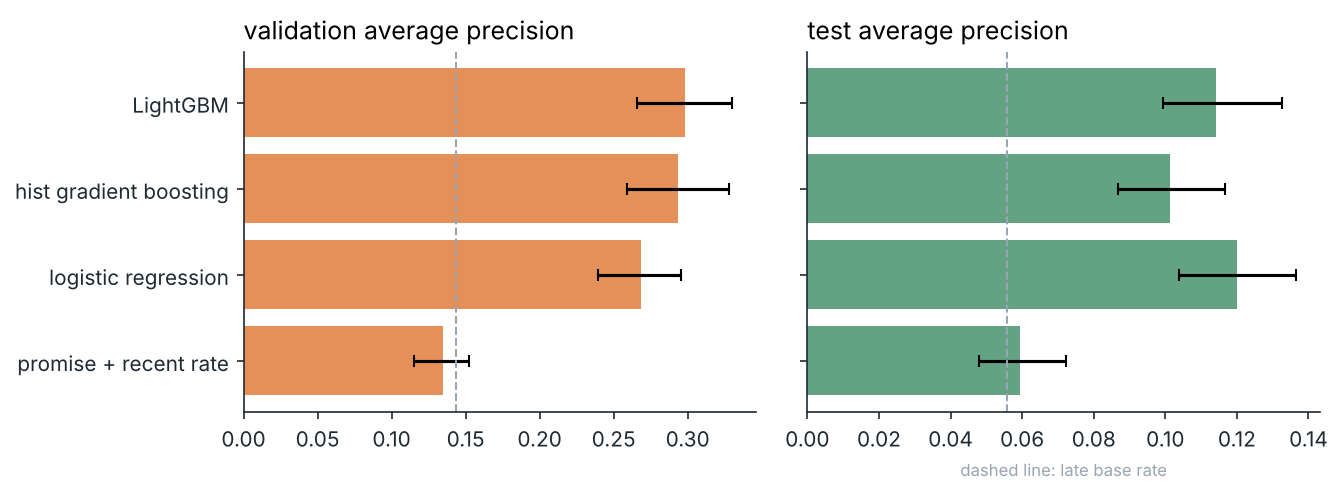 validation average precision
test average precision
LightGBM
hist gradient boosting
logistic regression
promise + recent rate
0.00 0.05 0.10 0.15 0.20 0.25 0.30
0.00 0.02 0.04 0.06 0.08 0.10 0.12 0.14
dashed line: late base rate